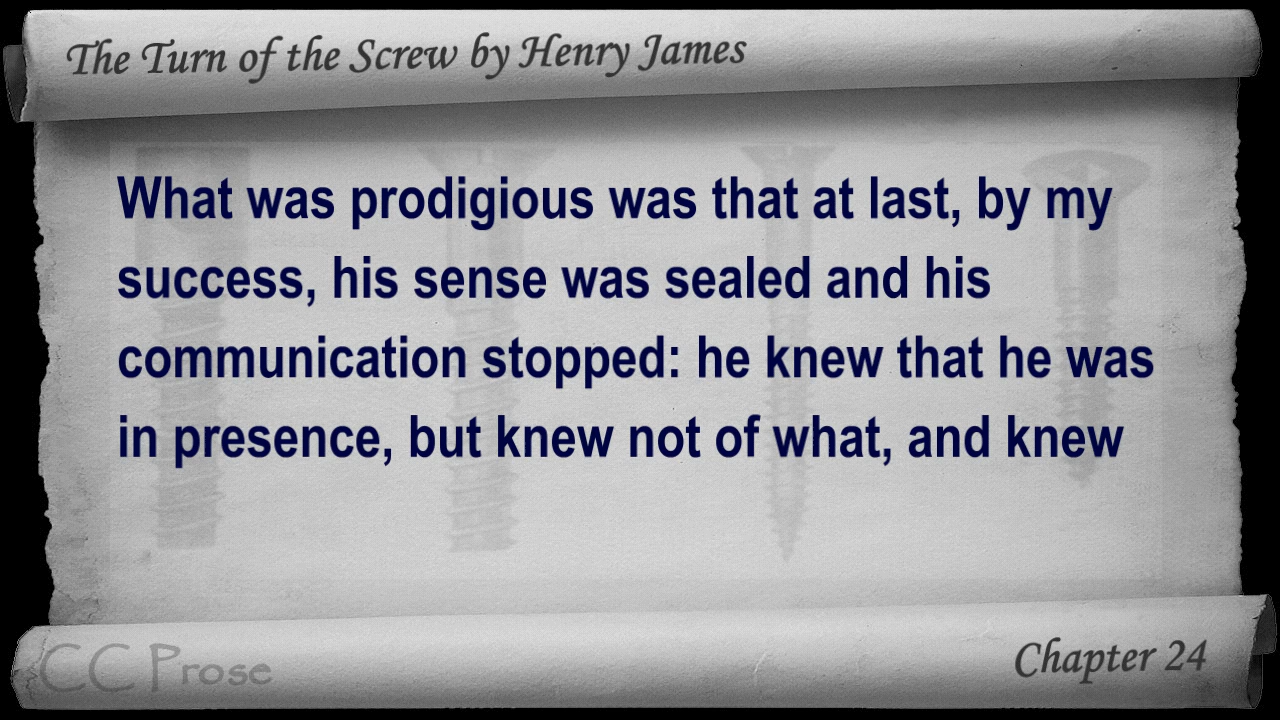 The Turn of the Screw by Henry James
What was prodigious was that at last, by my
success, his sense was sealed and his
communication stopped: he knew that he was
in presence, but knew not of what, and knew
CC Prose
Chapter 24